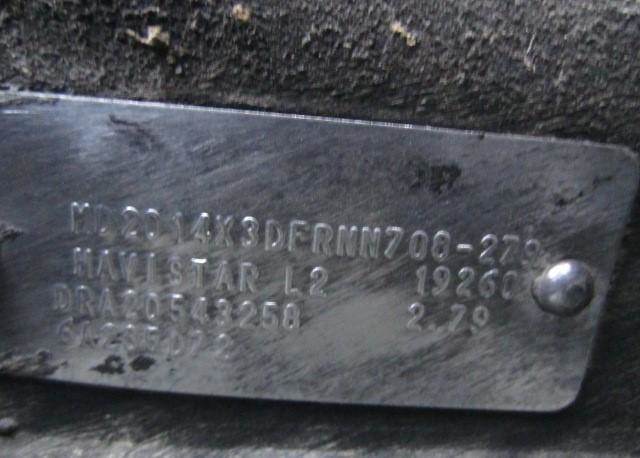 MD2014X3DFRNN708-279
NAVISTAR L2 19260
DRA20543258 2.79